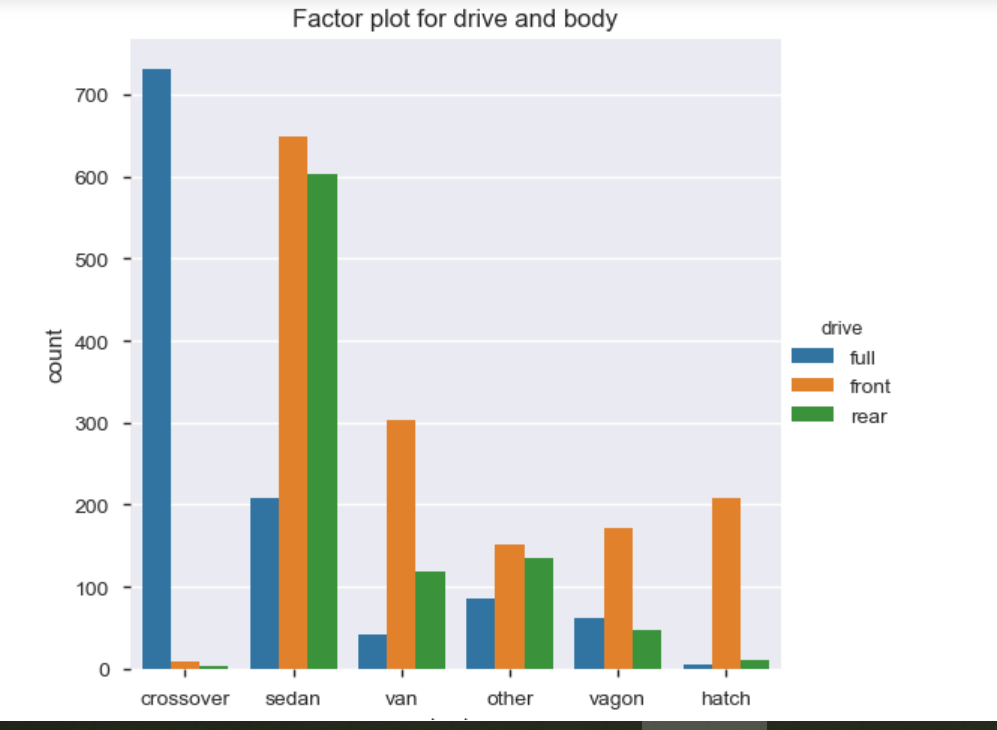 Factor plot for drive and body
700
600
500
400
300
200
100
0
count
crossover sedan van other vagon hatch
drive
full
front
rear